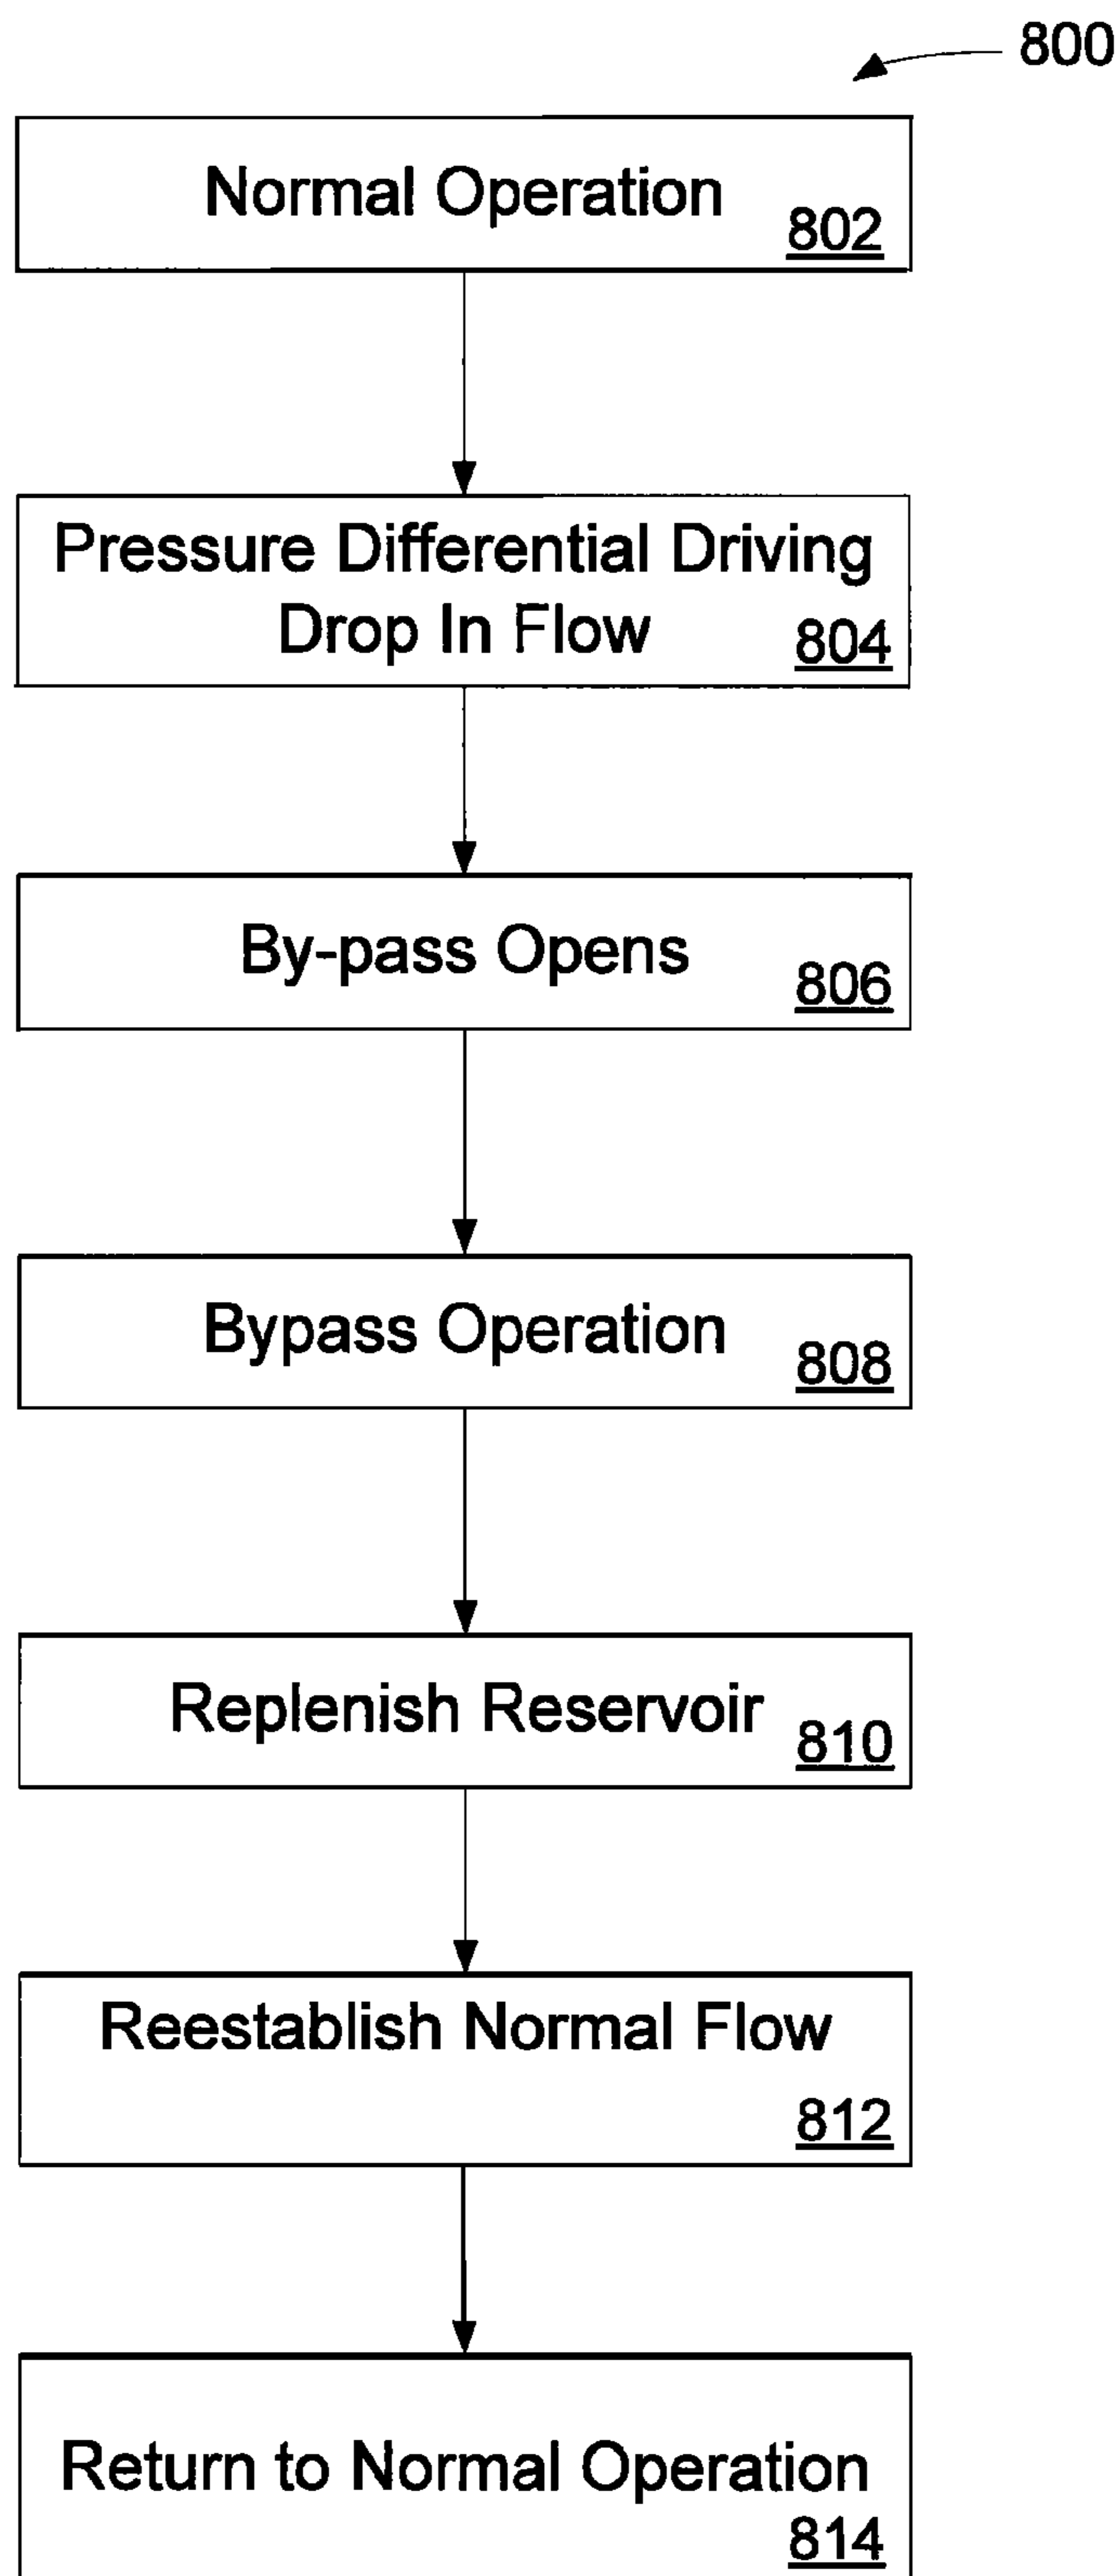 800
Normal Operation
802
Pressure Differential Driving
Drop In Flow
804
By-pass Opens
806
Bypass Operation
808
Replenish Reservoir
810
Reestablish Normal Flow
812
Return to Normal Operation
814